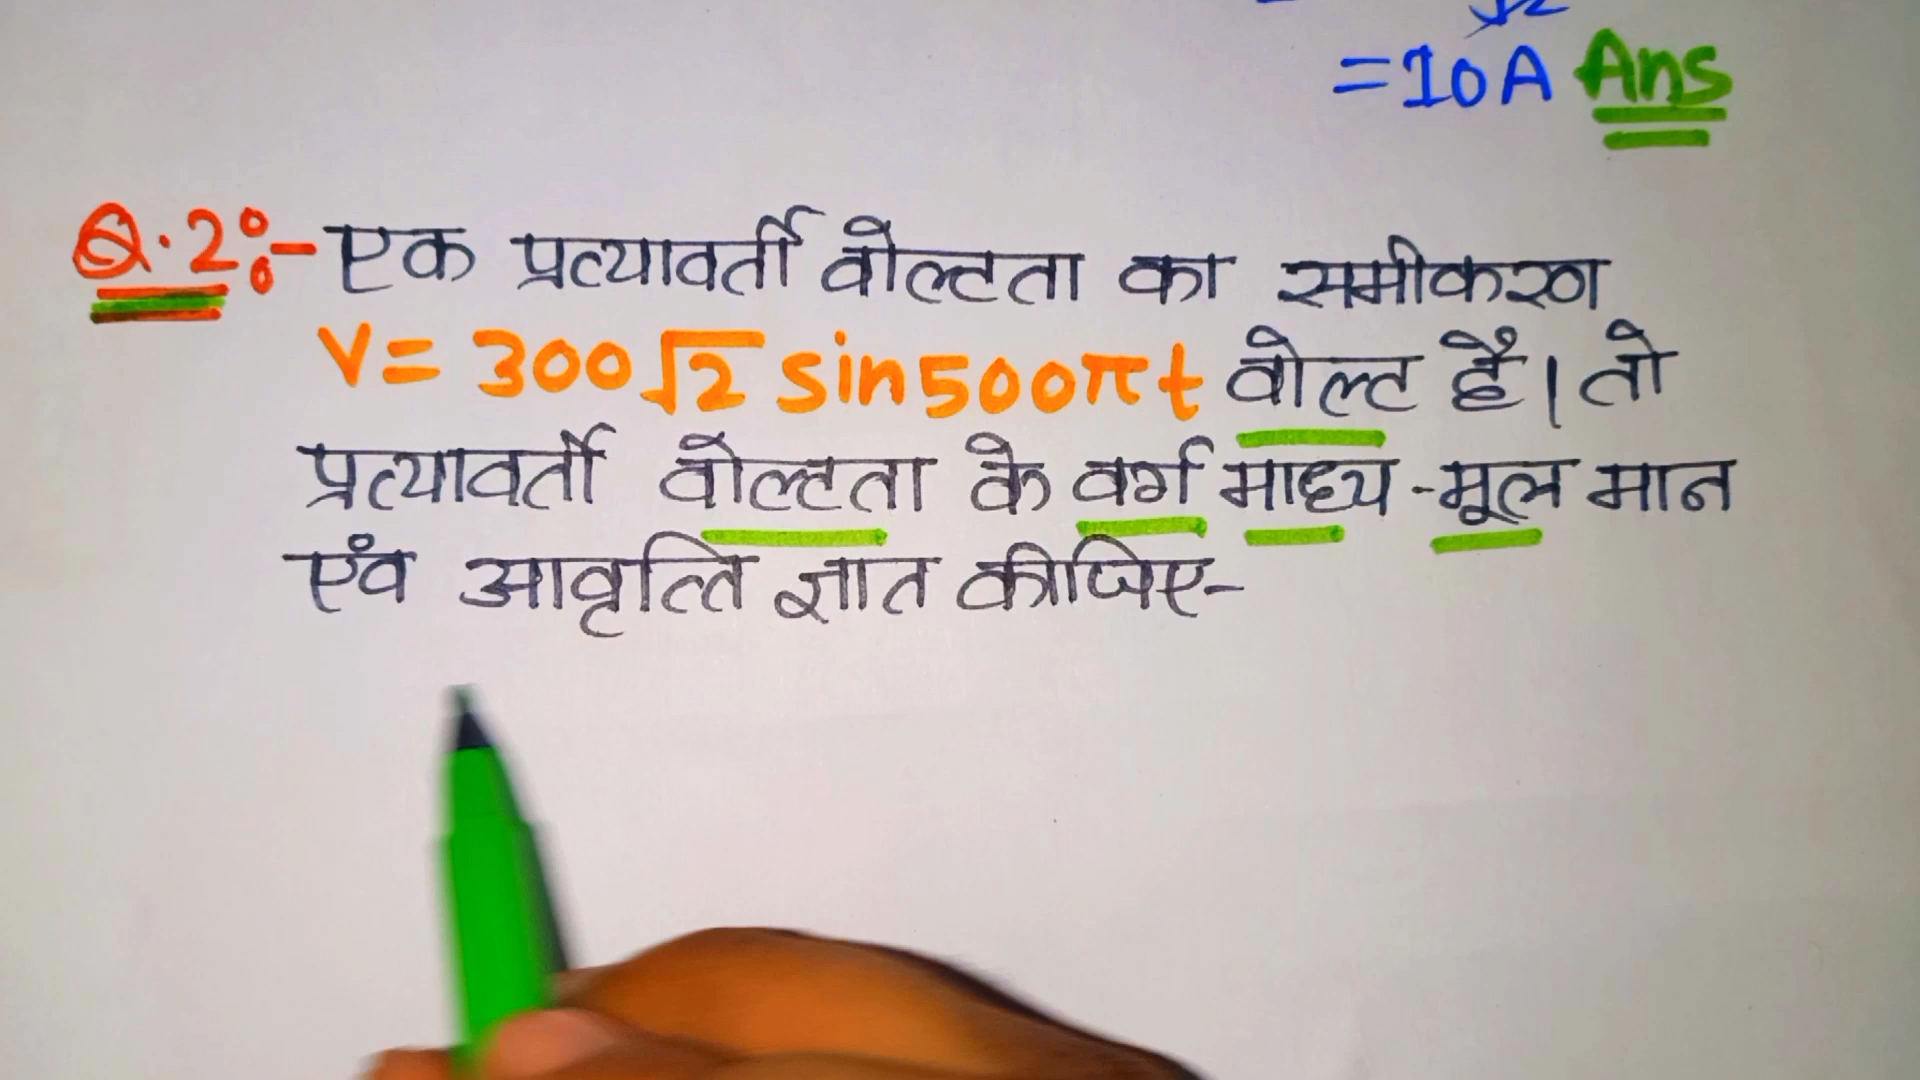 =10A Ans
Q.2:- एक प्रत्यावर्ती वोल्टता का समीकरण
V= 300√2 sin500πt वोल्ट है। तो
प्रत्यावर्ती वोल्टता के वर्ग माध्य-मूल मान
एंव आवृत्ति ज्ञात कीजिए-